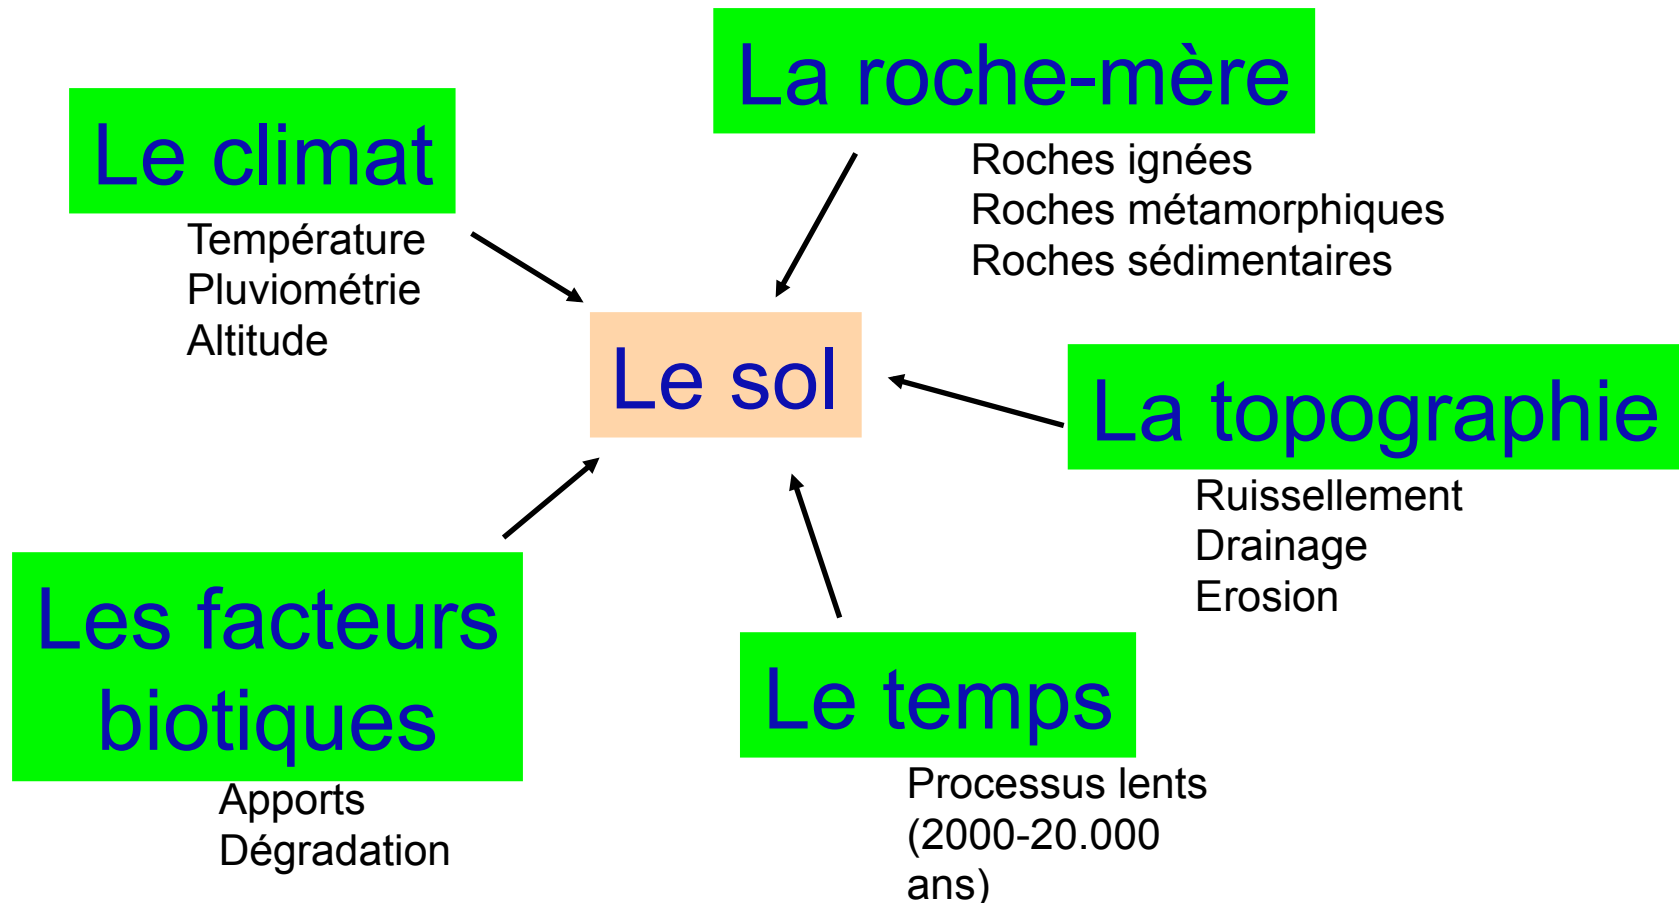 La roche-mère
Roches ignées
Roches métamorphiques
Roches sédimentaires
Le climat
Température
Pluviométrie
Altitude
Le sol
La topographie
Ruissellement
Drainage
Erosion
Les facteurs
biotiques
Apports
Dégradation
Le temps
Processus lents
(2000-20.000
ans)